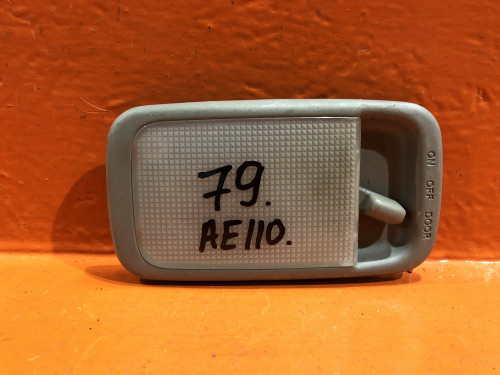 79.
AE110.
ON OFF DOOR